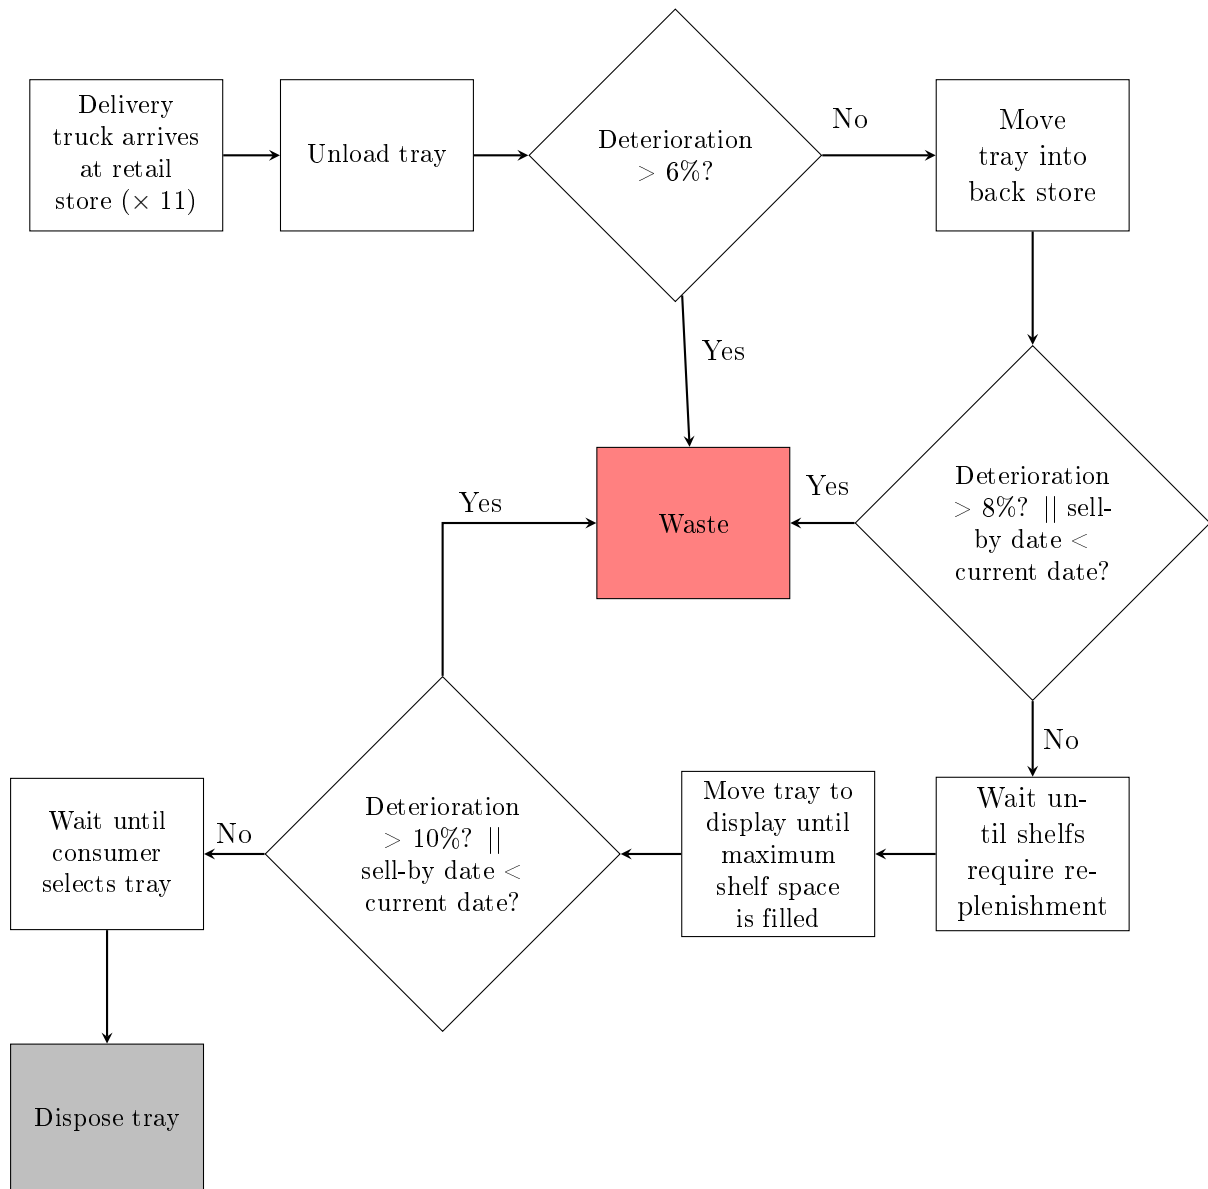 Delivery
truck arrives
at retail
store (× 11)
Unload tray
Deterioration
> 6%?
No
Move
tray into
back store
Yes
Deterioration
> 8%? || sell-
by date <
current date?
Yes
Waste
Yes
No
Wait un-
til shelfs
require re-
plenishment
Move tray to
display until
maximum
shelf space
is filled
Deterioration
> 10%? ||
sell-by date <
current date?
No
Wait until
consumer
selects tray
Dispose tray